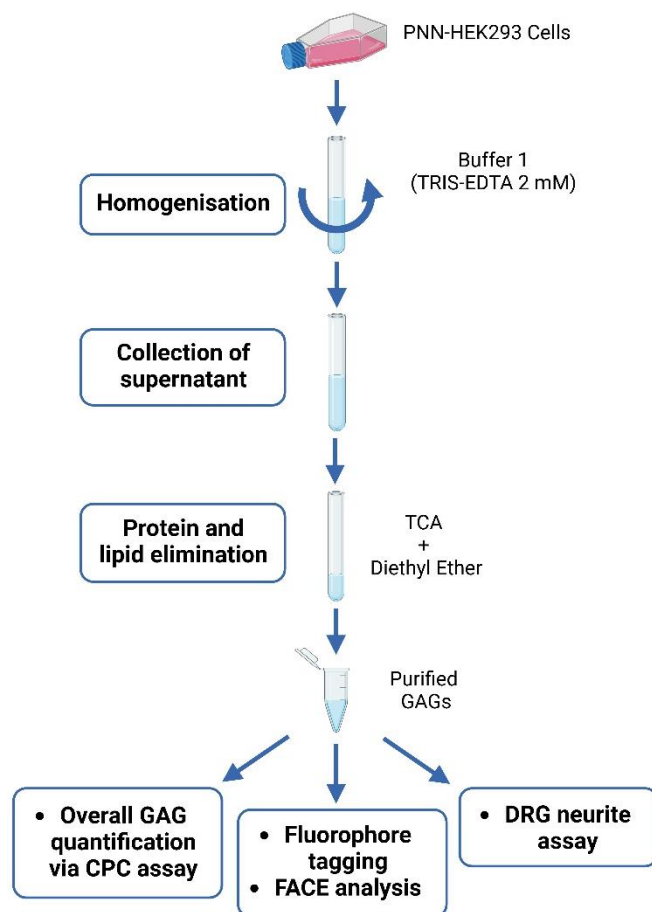 PNN-HEK293 Cells
Buffer 1
(TRIS-EDTA 2 mM)
Homogenisation
Collection of
supernatant
Protein and
lipid elimination
TCA
+
Diethyl Ether
Purified
GAGs
• Overall GAG
quantification
via CPC assay
• Fluorophore
tagging
• FACE analysis
• DRG neurite
assay